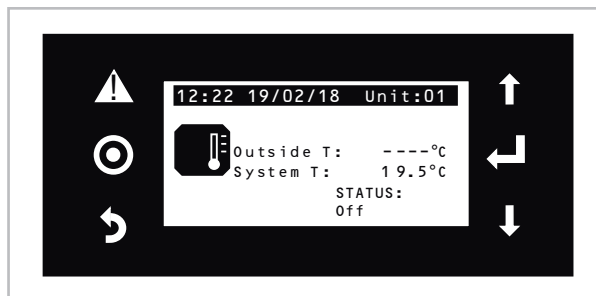 12:22 19/02/18 Unit:01
Outside T: ----°C
System T: 19.5°C
STATUS:
Off